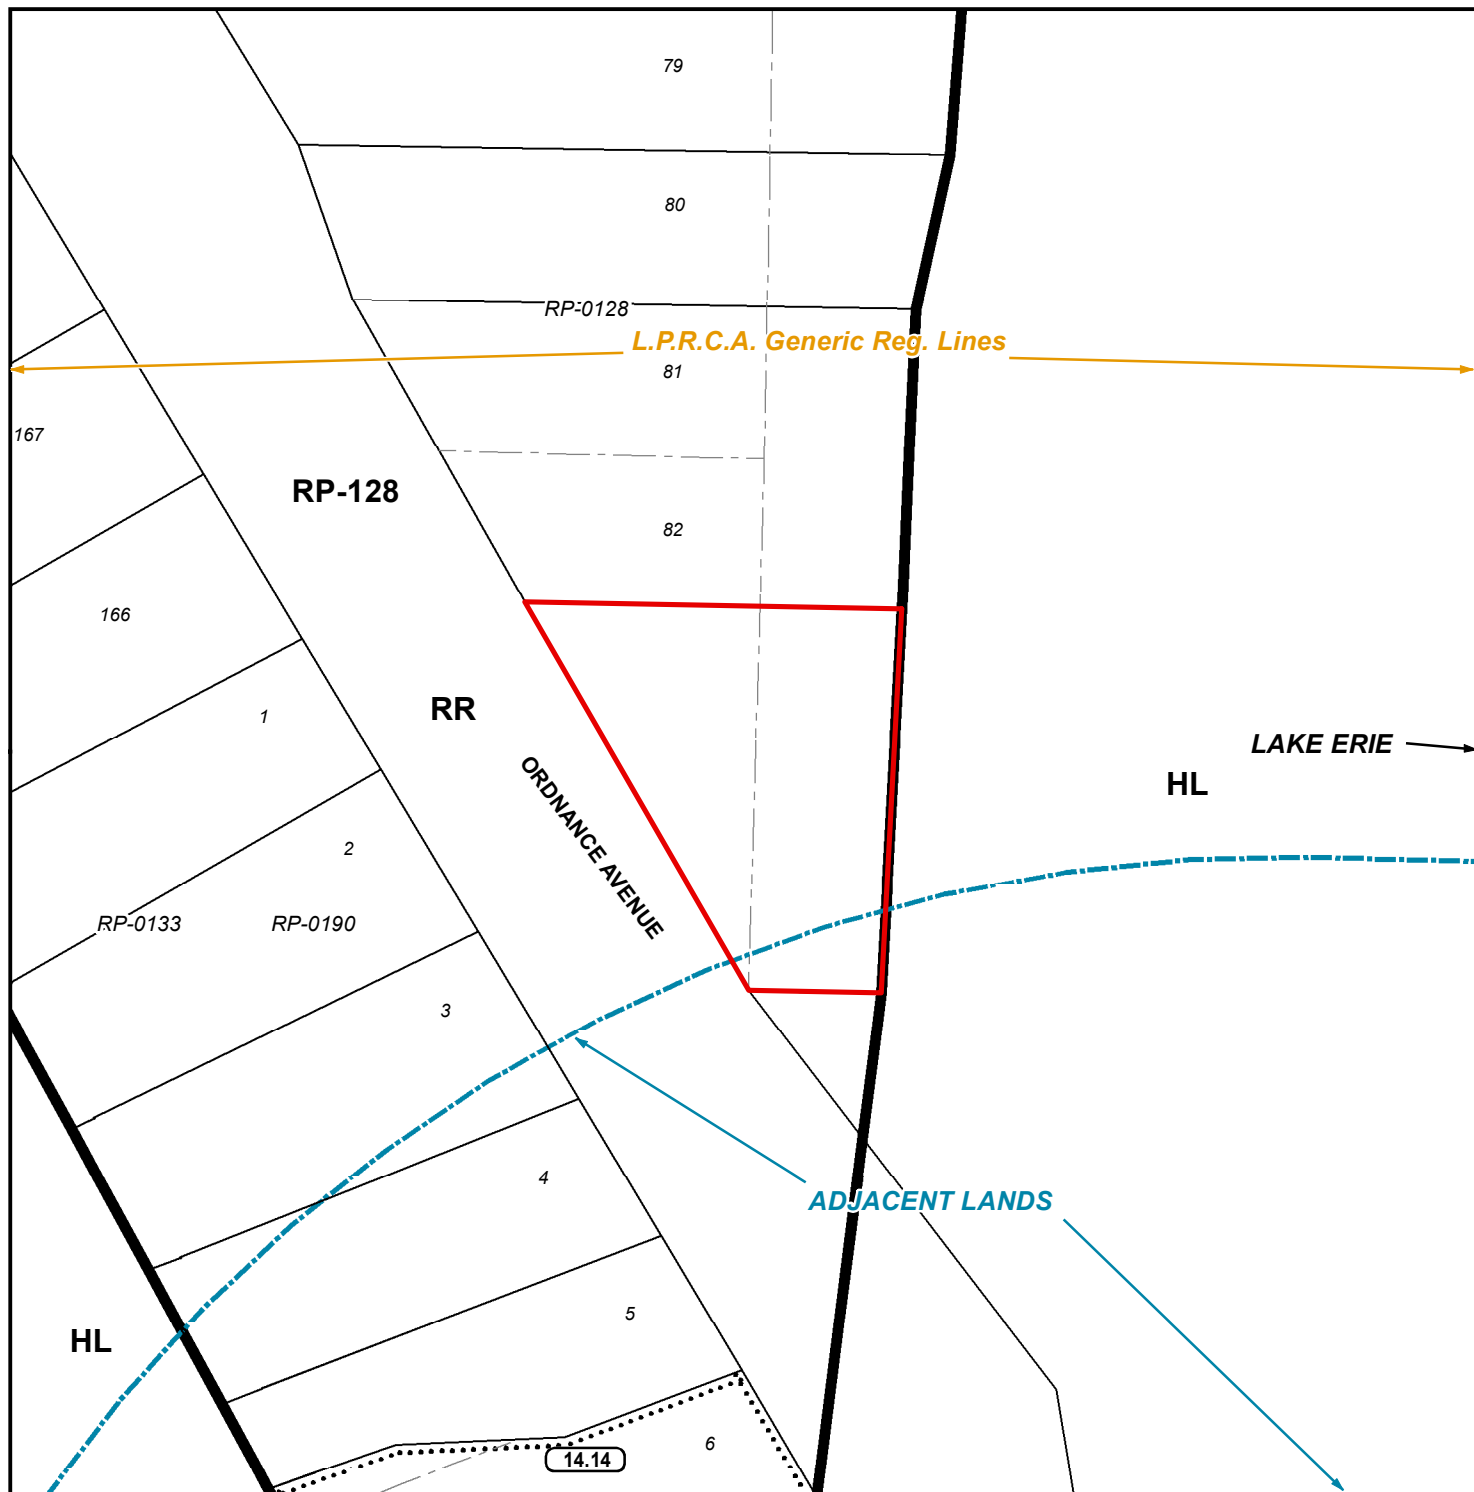 79
80
RP-0128
L.P.R.C.A. Generic Reg. Lines
81
167
RP-128
82
166
RR
1
LAKE ERIE
ORDNANCE AVENUE
HL
2
RP-0133
RP-0190
3
4
ADJACENT LANDS
5
HL
6
14.14